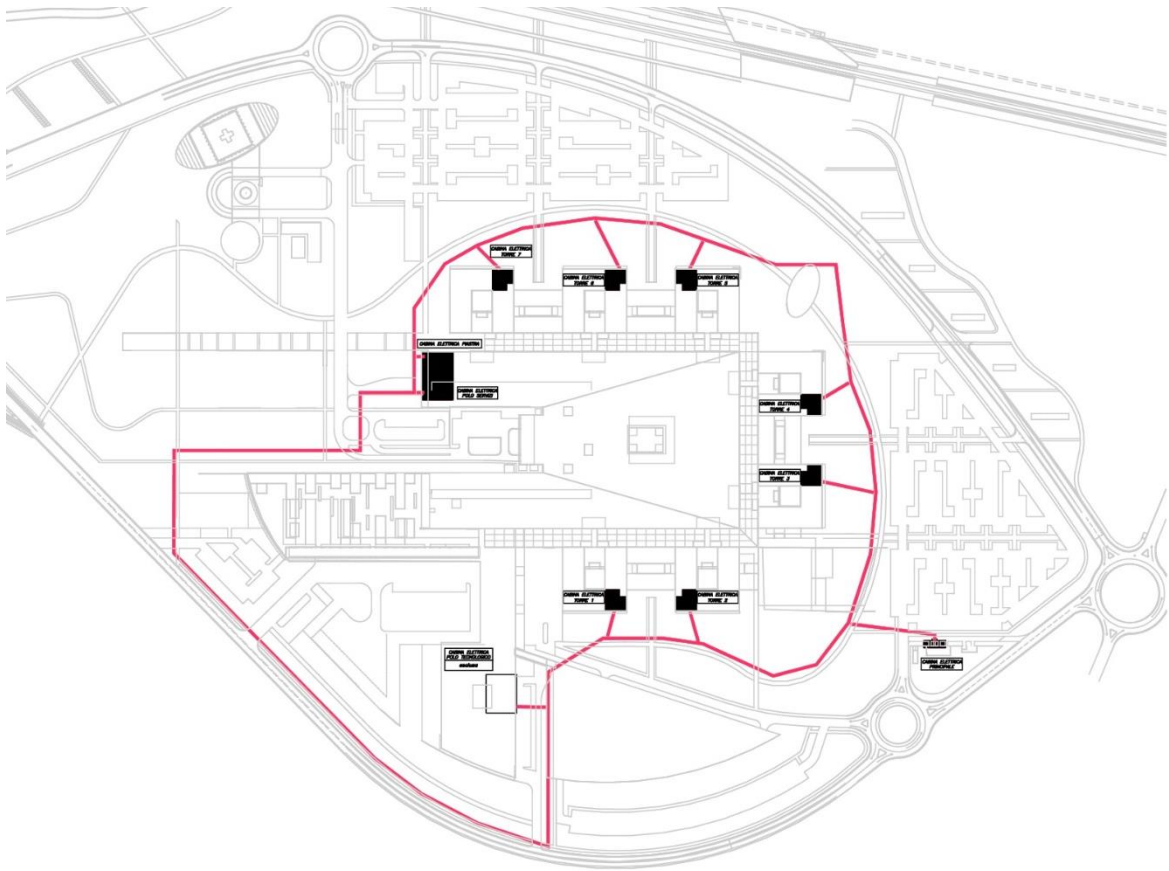 CABINA ELETTRICA
TORRE 7
CABINA ELETTRICA
TORRE 6
CABINA ELETTRICA
TORRE 5
CABINA ELETTRICA PIASTRA
CABINA ELETTRICA
POLO SERVIZI
CABINA ELETTRICA
TORRE 4
CABINA ELETTRICA
TORRE 3
CABINA ELETTRICA
TORRE 1
CABINA ELETTRICA
TORRE 2
CABINA ELETTRICA
POLO TECNOLOGICO
esclusa
CABINA ELETTRICA
PRINCIPALE